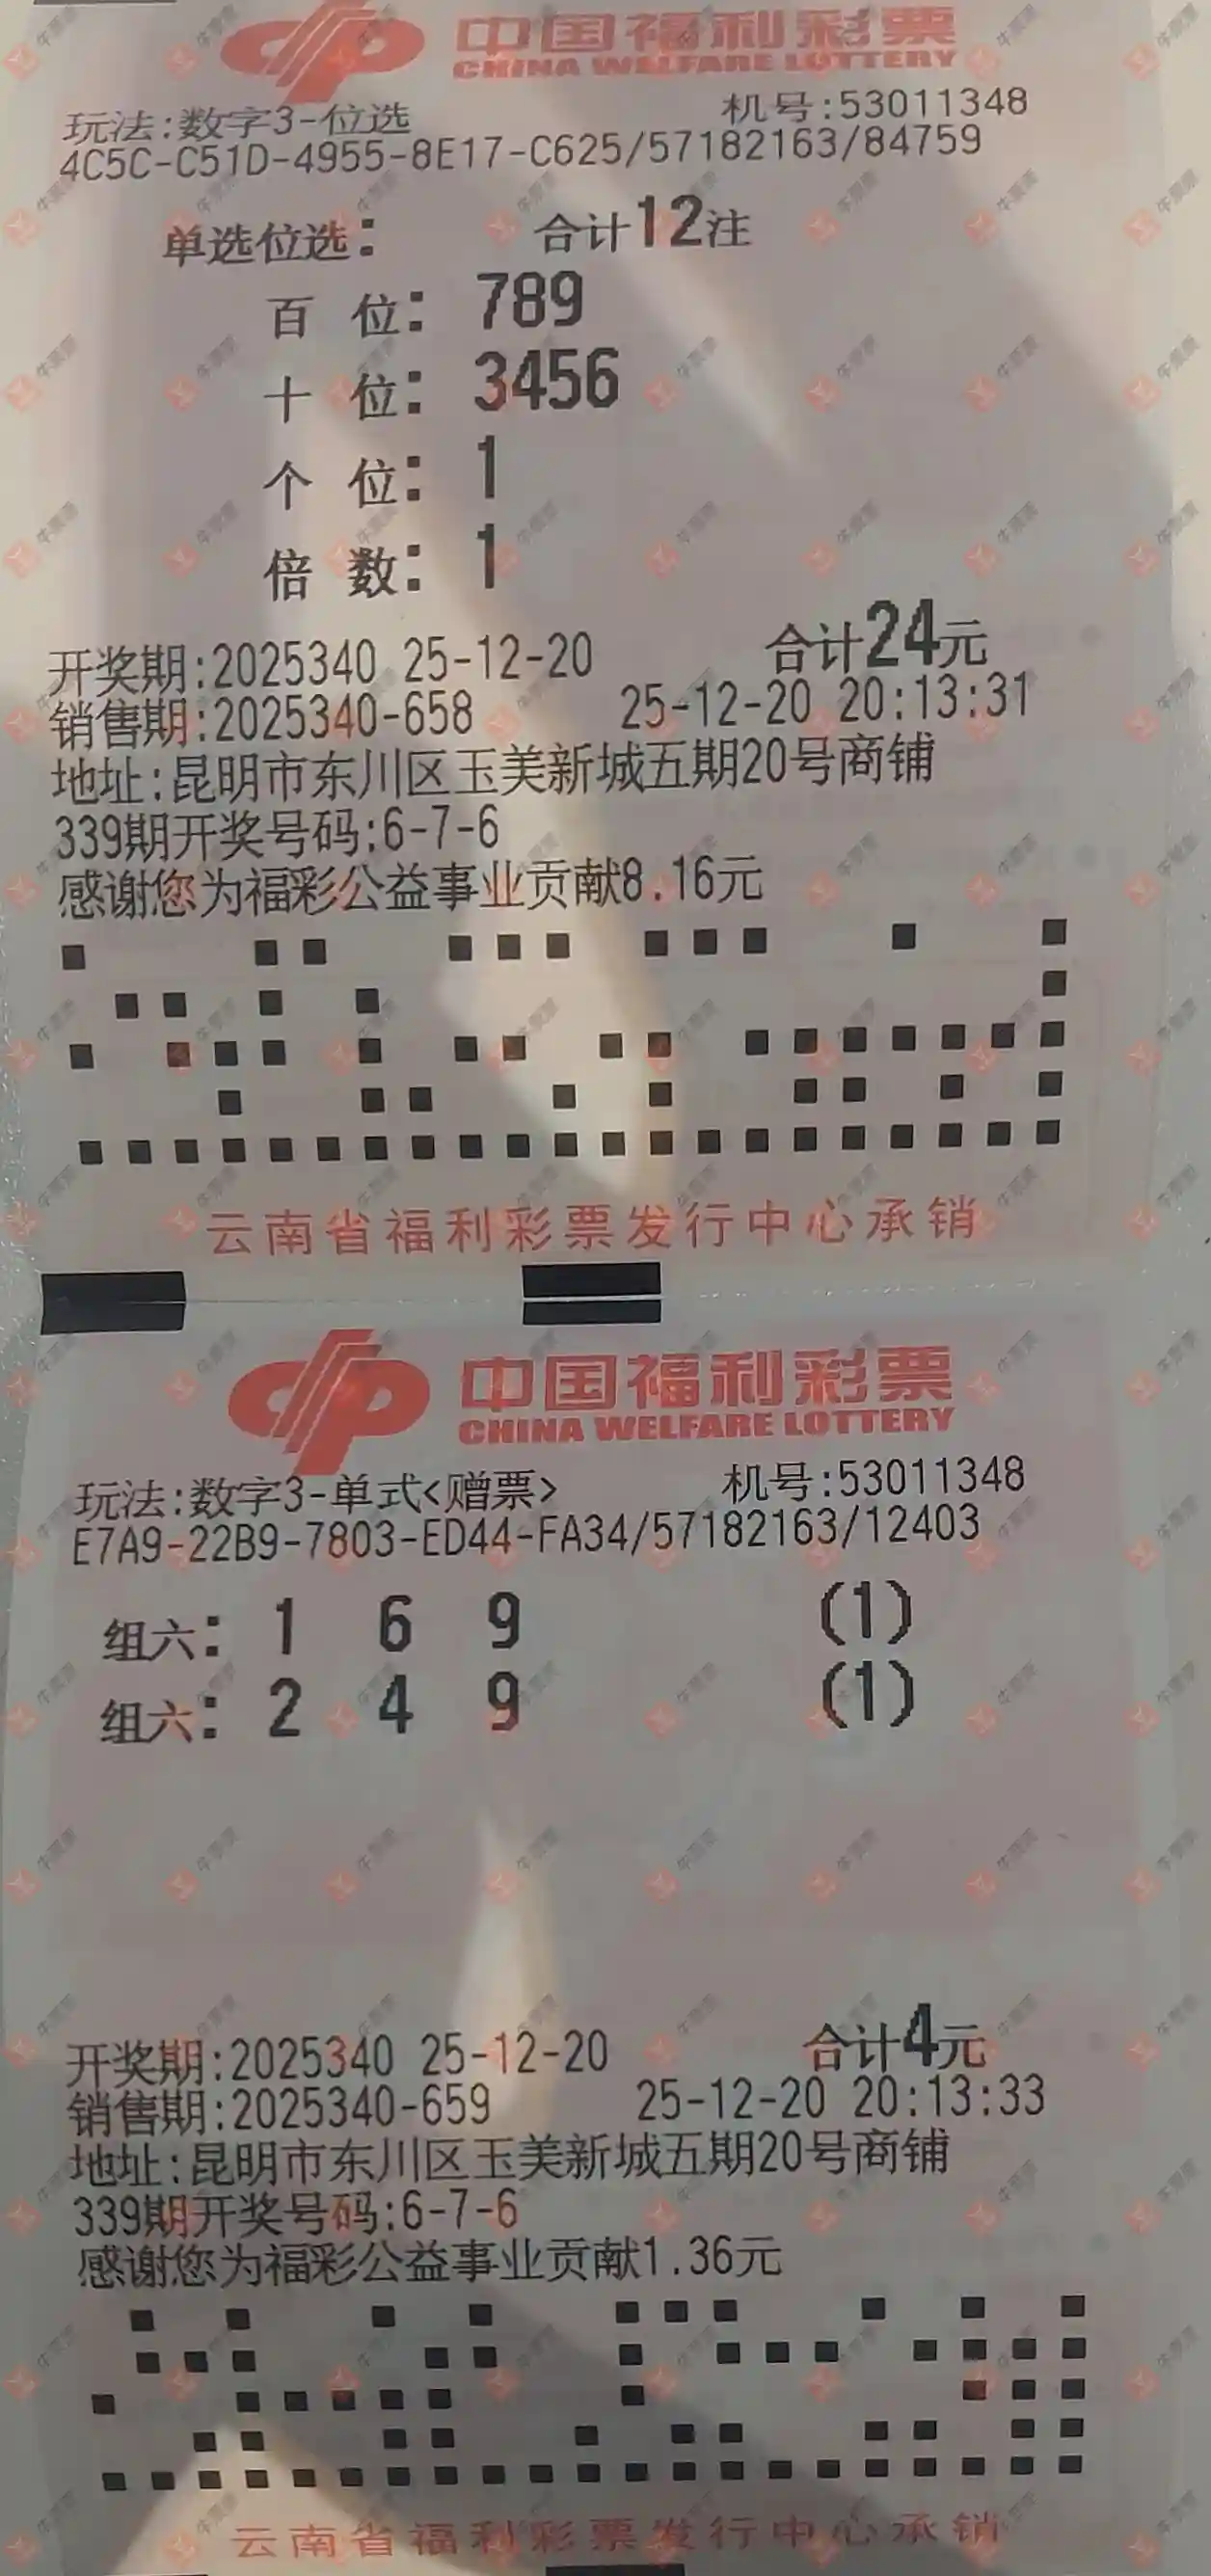 中国福利彩票
CHINA WELFARE LOTTERY
玩法:数字3-位选 机号:53011348
4C5C-C51D-4955-8E17-C625/57182163/84759
单选位选: 合计12注
百 位: 789
十 位: 3456
个 位: 1
倍 数: 1
合计24元
开奖期:2025340 25-12-20
销售期:2025340-658 25-12-20 20:13:31
地址:昆明市东川区玉美新城五期20号商铺
339期开奖号码:6-7-6
感谢您为福彩公益事业贡献8.16元
云南省福利彩票发行中心承销
中国福利彩票
CHINA WELFARE LOTTERY
玩法:数字3-单式<赠票> 机号:53011348
E7A9-22B9-7803-ED44-FA34/57182163/12403
组六: 1 6 9 (1)
组六: 2 4 9 (1)
合计4元
开奖期:2025340 25-12-20
销售期:2025340-659 25-12-20 20:13:33
地址:昆明市东川区玉美新城五期20号商铺
339期开奖号码:6-7-6
感谢您为福彩公益事业贡献1.36元
云南省福利彩票发行中心承销